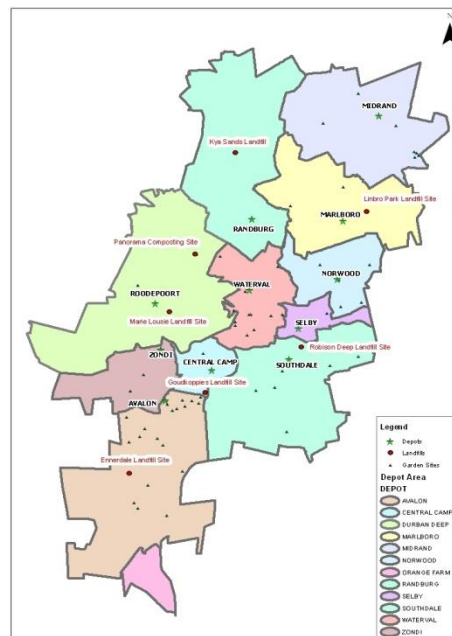 N
MIDRAND
Kya Sands Landfill
Linbro Park Landfill Site
MARLBORO
RANDBURG
Panorama Composting Site
NORWOOD
WATERVAL
ROODEPOORT
Marie Lousie Landfill Site
SELBY
Robison Deep Landfill Site
ZONDI
CENTRAL CAMP
SOUTHDALE
Goudkoppies Landfill Site
AVALON
Ennerdale Landfill Site
Legend
Depots
Landfills
Garden Sites
Depot Area
DEPOT
AVALON
CENTRAL CAMP
DURBAN DEEP
MARLBORO
MIDRAND
NORWOOD
ORANGE FARM
RANDBURG
SELBY
SOUTHDALE
WATERVAL
ZONDI